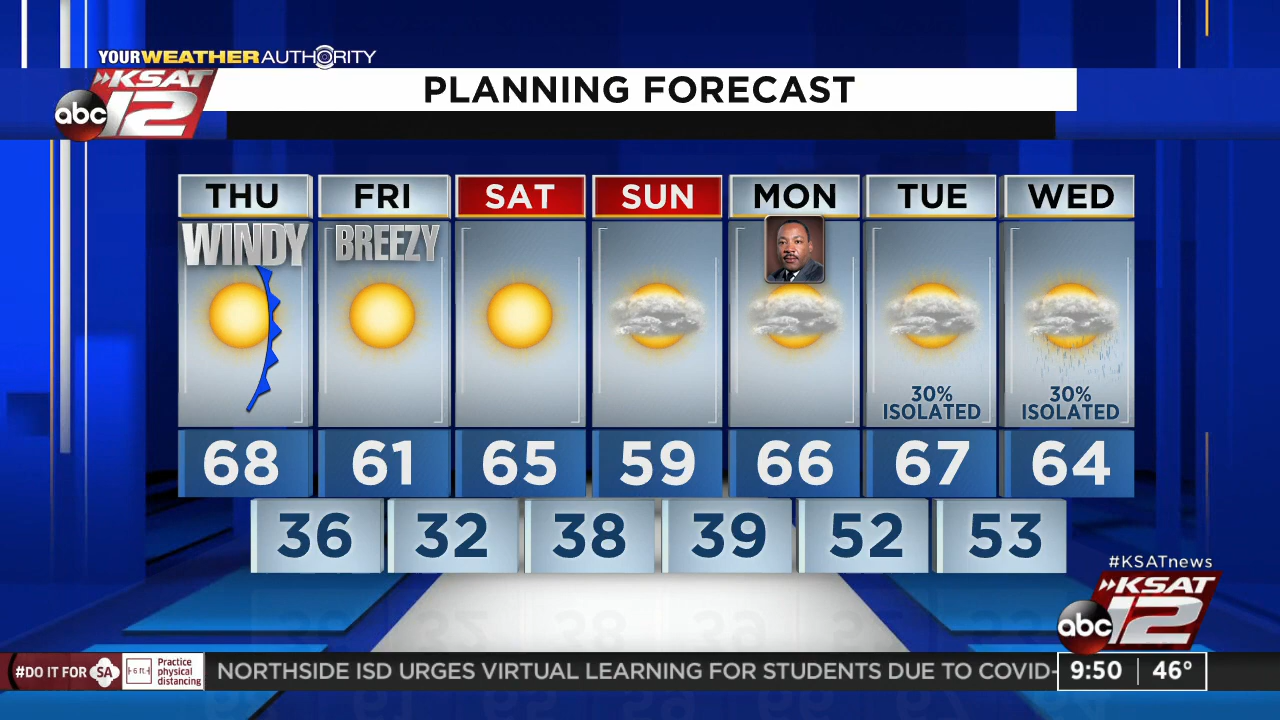 YOUR WEATHER AUTHORITY
KSAT
abc 12
PLANNING FORECAST
THU FRI SAT SUN MON TUE WED
WINDY BREEZY
30% ISOLATED
30% ISOLATED
68 61 65 59 66 67 64
36 32 38 39 52 53
#KSATnews
KSAT
abc 12
#DO IT FOR SA
6 ft
Practice
physical
distancing
NORTHSIDE ISD URGES VIRTUAL LEARNING FOR STUDENTS DUE TO COVID-
9:50 46°